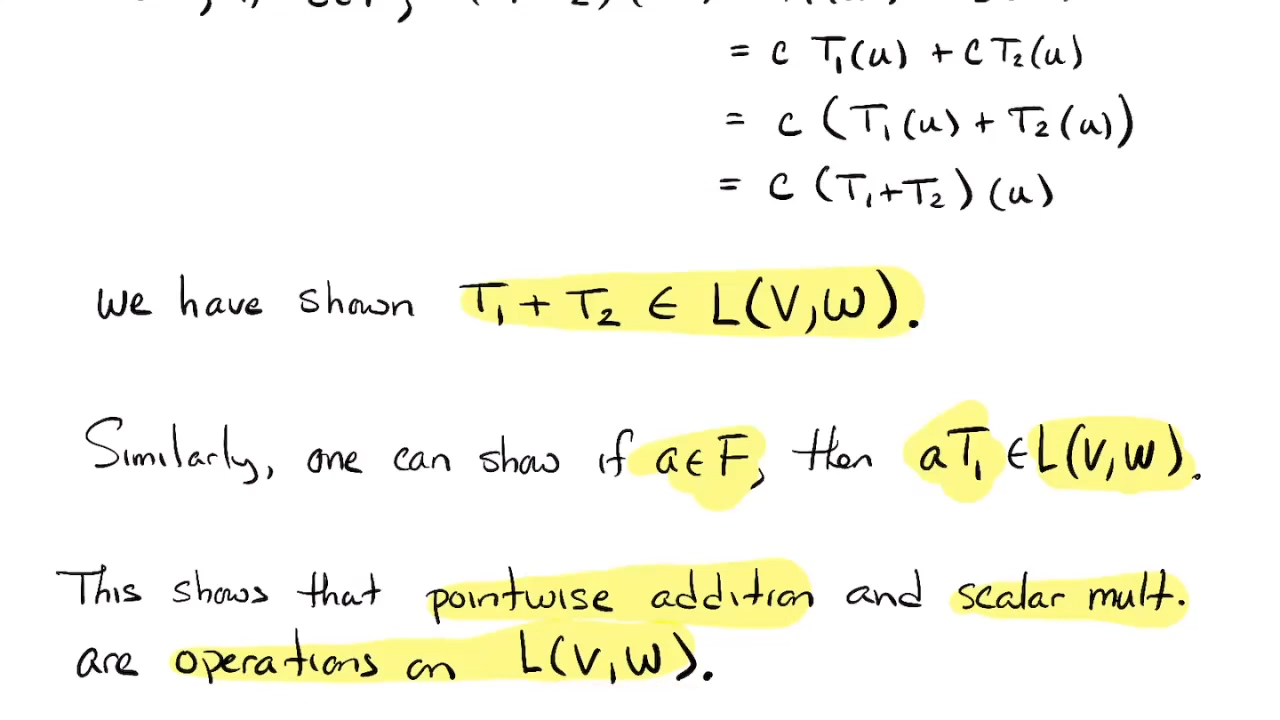 = c T₁(u) + c T₂(u)
= c (T₁(u) + T₂(u))
= c (T₁+T₂)(u)
we have shown T₁ + T₂ ∈ L(V,W).
Similarly, one can show if a∈F, then aT₁ ∈ L(V,W).
This shows that pointwise addition and scalar mult.
are operations on L(V,W).